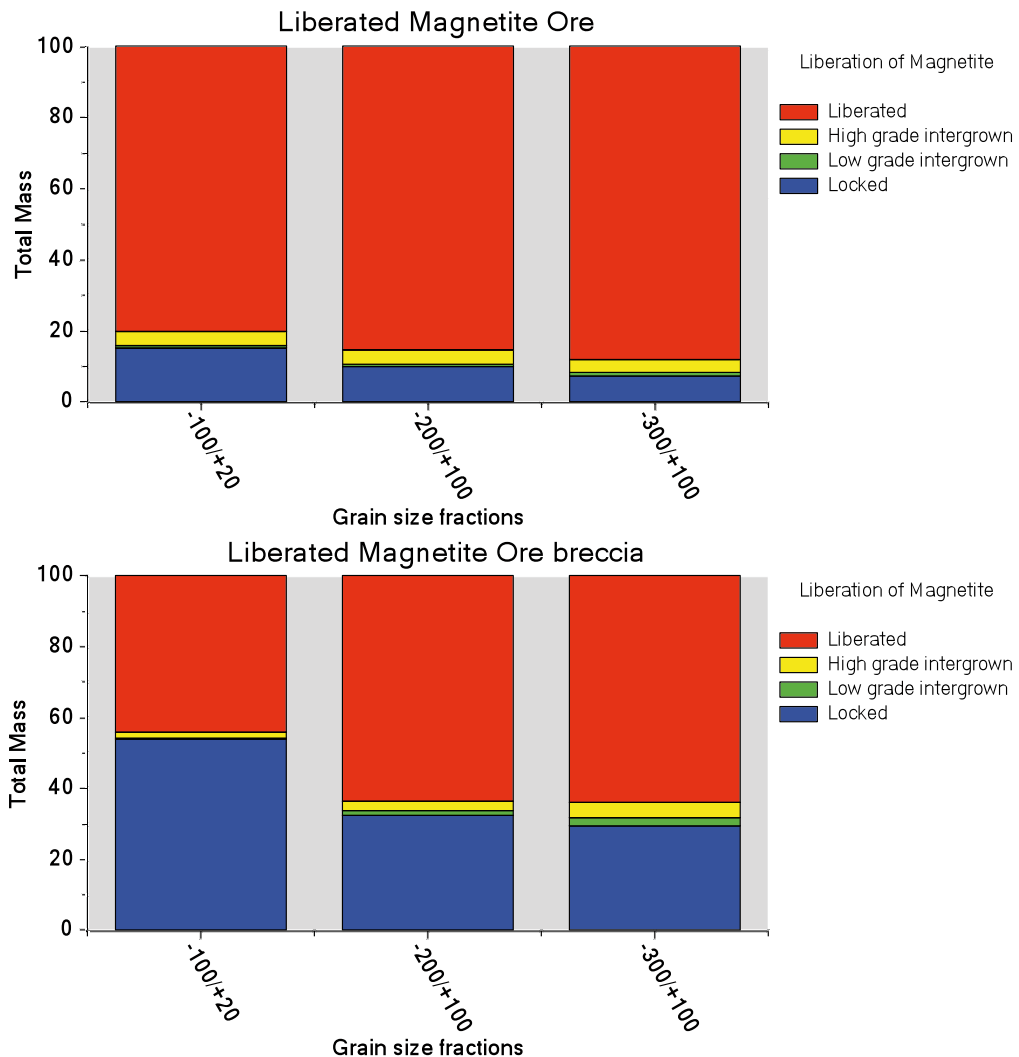 Liberated Magnetite Ore
100
80
60
40
20
0
Total Mass
-100/+20
-200/+100
-300/+100
Grain size fractions
Liberation of Magnetite
Liberated
High grade intergrown
Low grade intergrown
Locked
Liberated Magnetite Ore breccia
100
80
60
40
20
0
Total Mass
-100/+20
-200/+100
-300/+100
Grain size fractions
Liberation of Magnetite
Liberated
High grade intergrown
Low grade intergrown
Locked